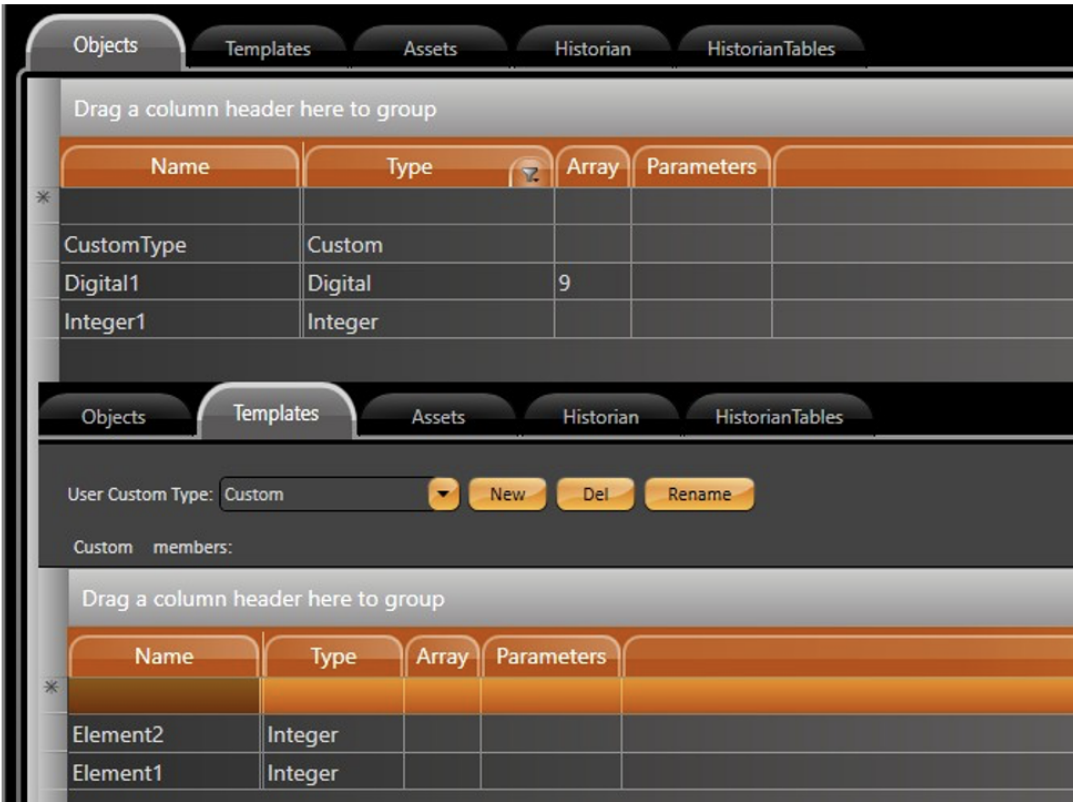 Objects Templates Assets Historian HistorianTables
Drag a column header here to group
Name Type Array Parameters
CustomType Custom
Digital1 Digital 9
Integer1 Integer
Objects Templates Assets Historian HistorianTables
User Custom Type: Custom New Del Rename
Custom members:
Drag a column header here to group
Name Type Array Parameters
Element2 Integer
Element1 Integer